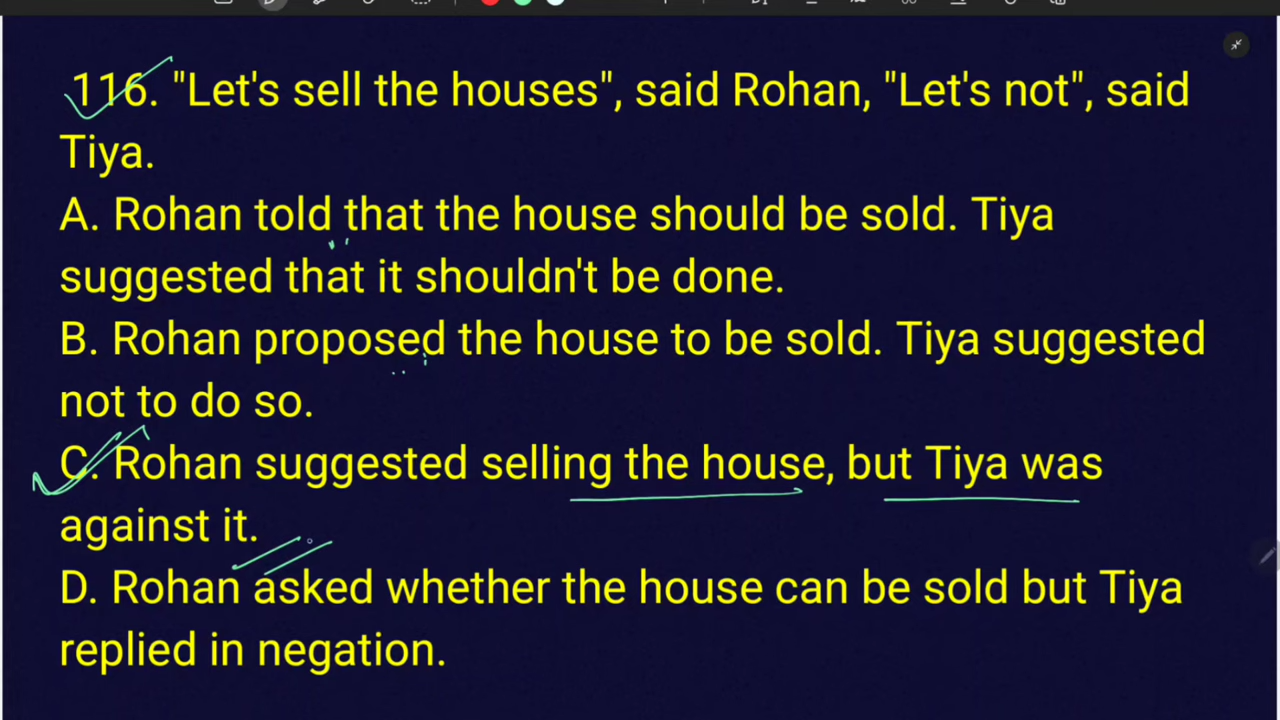 116. "Let's sell the houses", said Rohan, "Let's not", said
Tiya.
A. Rohan told that the house should be sold. Tiya
suggested that it shouldn't be done.
B. Rohan proposed the house to be sold. Tiya suggested
not to do so.
C. Rohan suggested selling the house, but Tiya was
against it.
D. Rohan asked whether the house can be sold but Tiya
replied in negation.